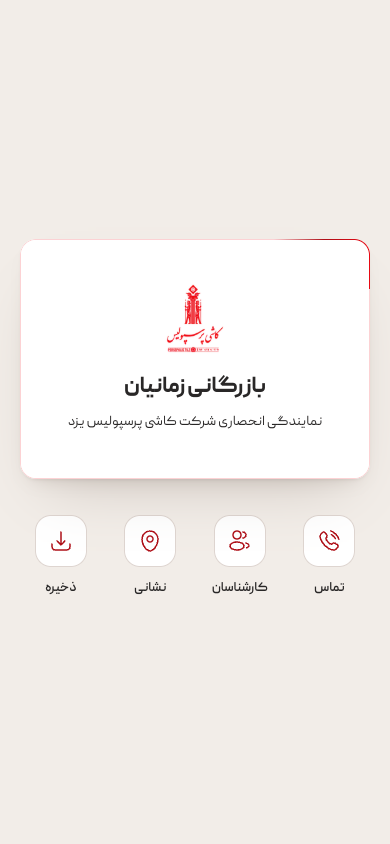 کاشی پرسپولیس
بازرگانی زمانیان
نمایندگی انحصاری شرکت کاشی پرسپولیس یزد
تماس
کارشناسان
نشانی
ذخیره